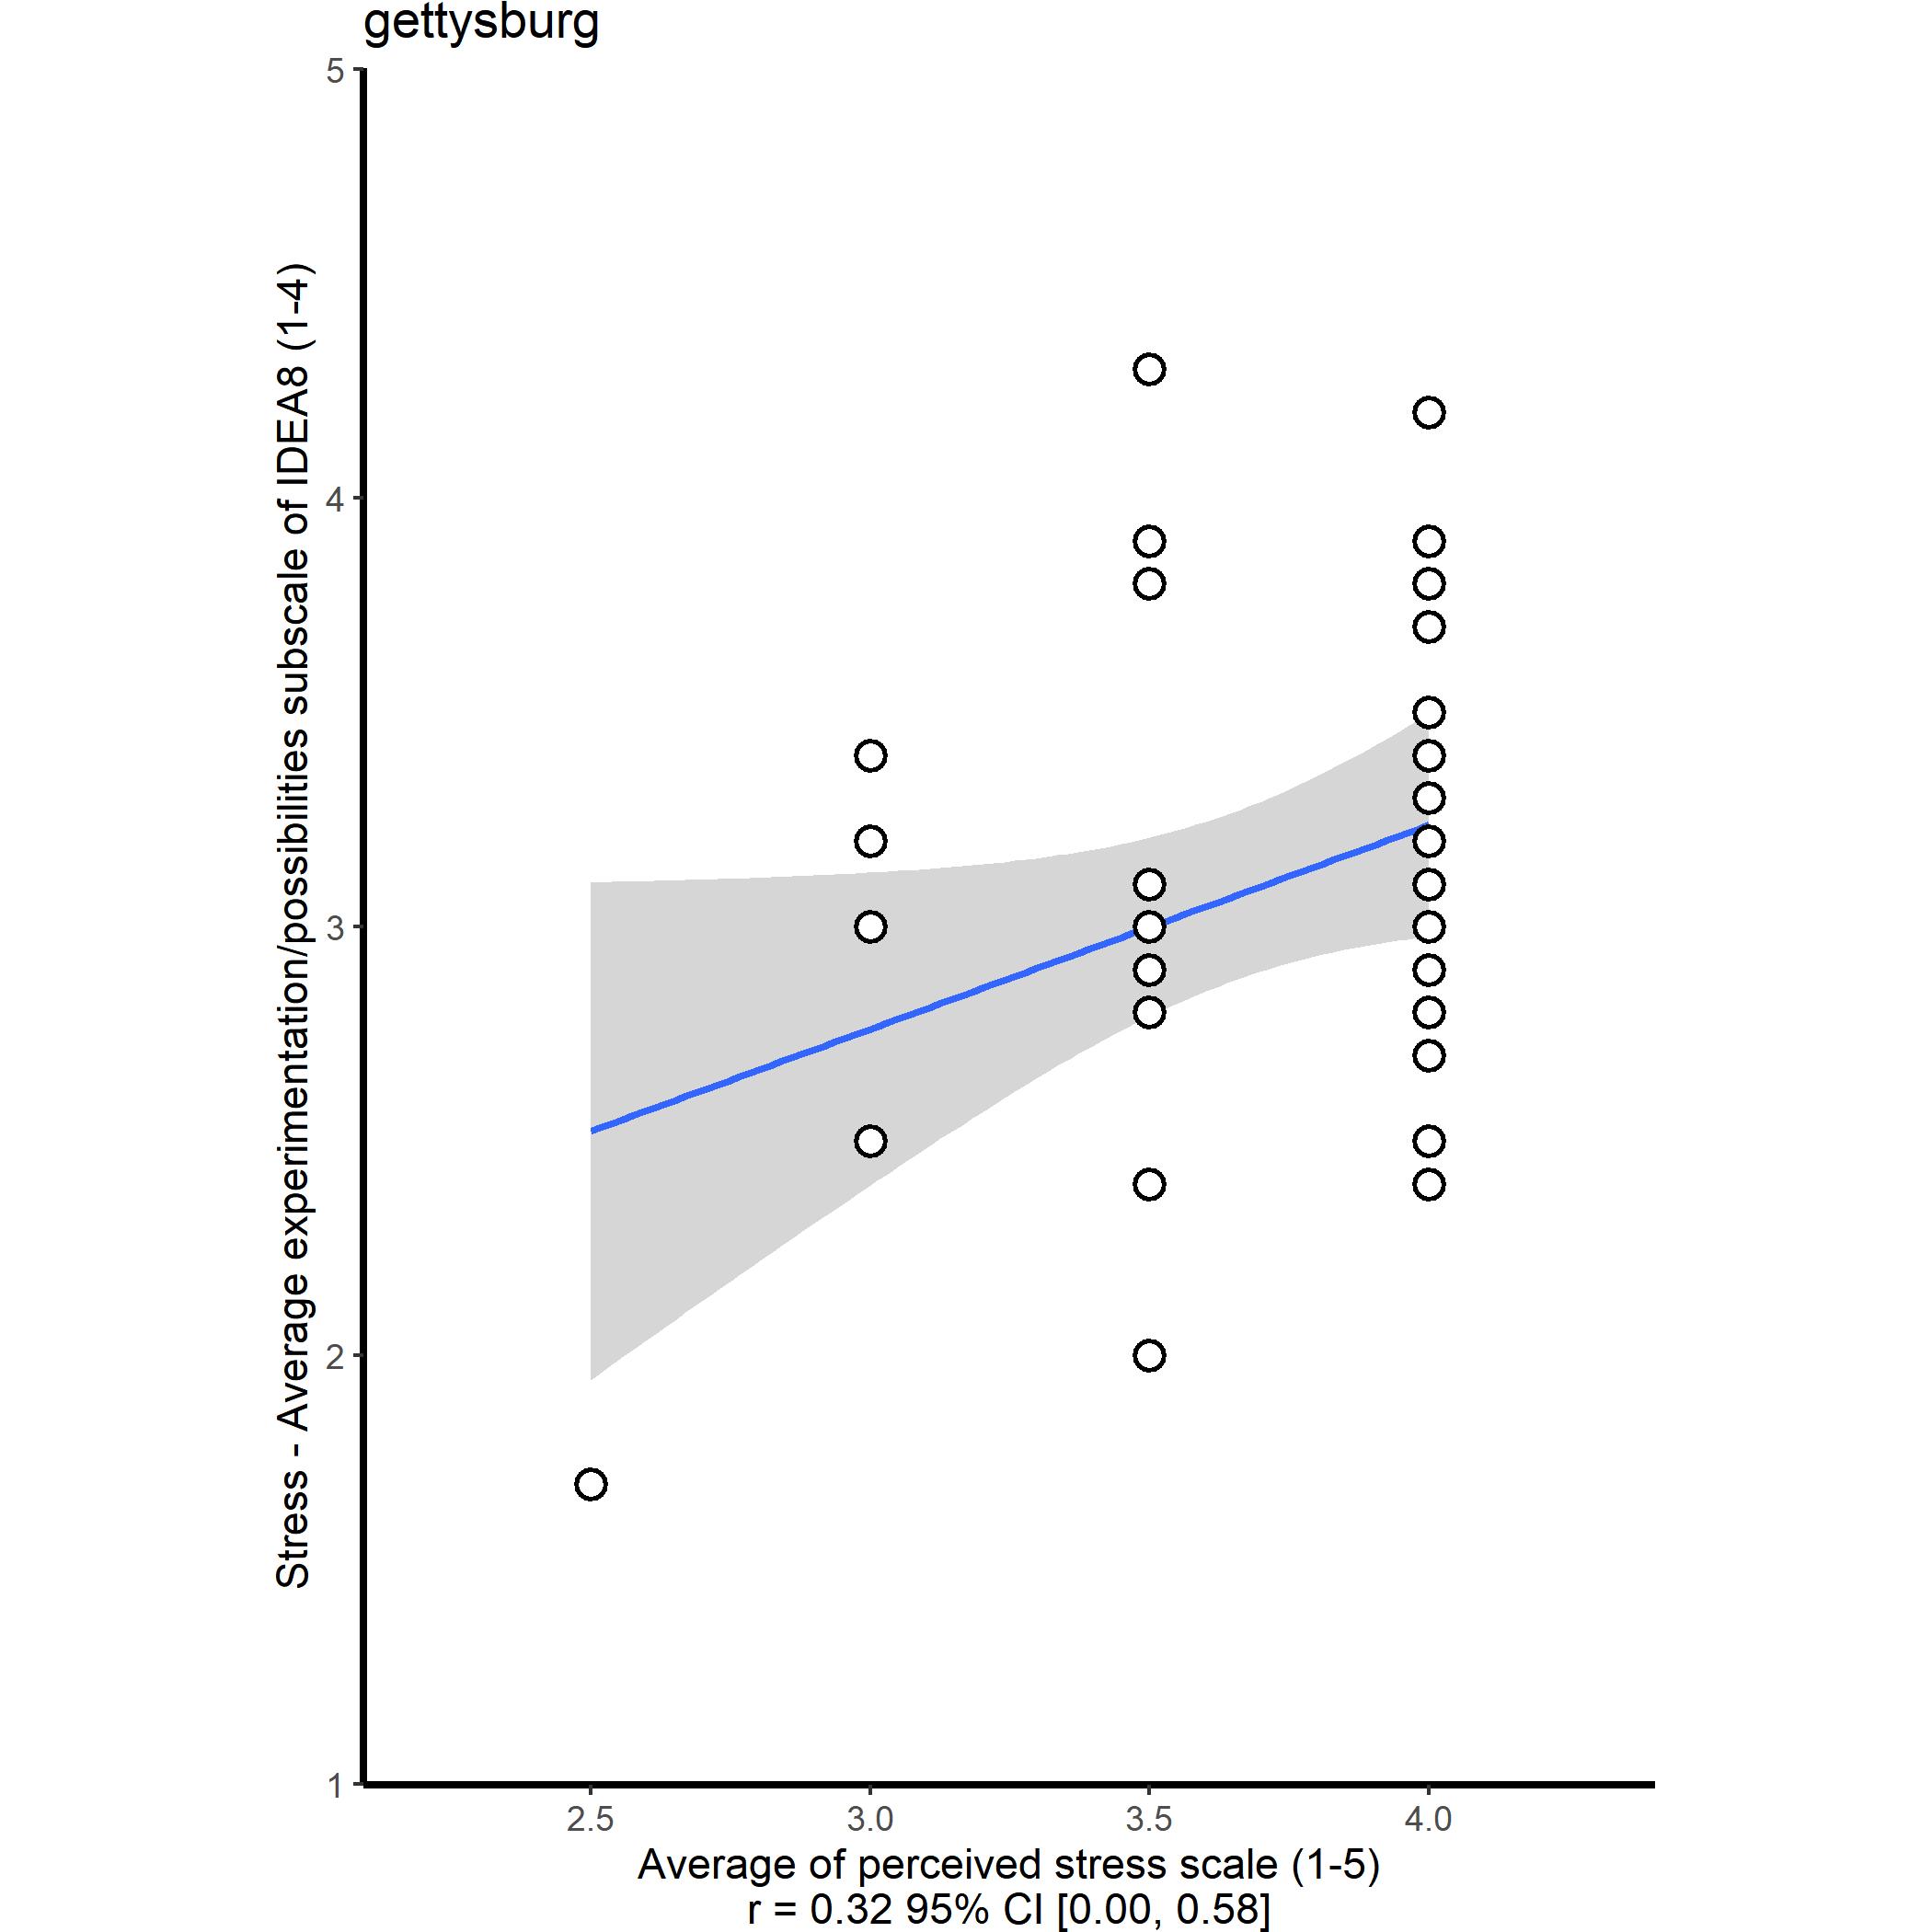 gettysburg
5
4
3
2
1
Stress - Average experimentation/possibilities subscale of IDEA8 (1-4)
2.5 3.0 3.5 4.0
Average of perceived stress scale (1-5)
r = 0.32 95% CI [0.00, 0.58]